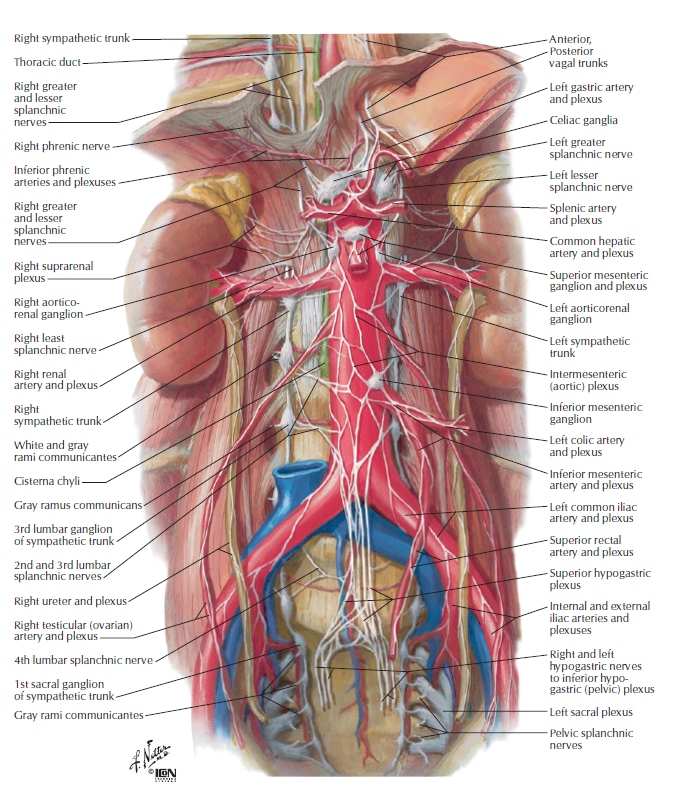 Right sympathetic trunk
Thoracic duct
Right greater
and lesser
splanchnic
nerves
Right phrenic nerve
Inferior phrenic
arteries and plexuses
Right greater
and lesser
splanchnic
nerves
Right suprarenal
plexus
Right aortico-
renal ganglion
Right least
splanchnic nerve
Right renal
artery and plexus
Right
sympathetic trunk
White and gray
rami communicantes
Cisterna chyli
Gray ramus communicans
3rd lumbar ganglion
of sympathetic trunk
2nd and 3rd lumbar
splanchnic nerves
Right ureter and plexus
Right testicular (ovarian)
artery and plexus
4th lumbar splanchnic nerve
1st sacral ganglion
of sympathetic trunk
Gray rami communicantes
Anterior,
Posterior
vagal trunks
Left gastric artery
and plexus
Celiac ganglia
Left greater
splanchnic nerve
Left lesser
splanchnic nerve
Splenic artery
and plexus
Common hepatic
artery and plexus
Superior mesenteric
ganglion and plexus
Left aorticorenal
ganglion
Left sympathetic
trunk
Intermesenteric
(aortic) plexus
Inferior mesenteric
ganglion
Left colic artery
and plexus
Inferior mesenteric
artery and plexus
Left common iliac
artery and plexus
Superior rectal
artery and plexus
Superior hypogastric
plexus
Internal and external
iliac arteries and
plexuses
Right and left
hypogastric nerves
to inferior hypo-
gastric (pelvic) plexus
Left sacral plexus
Pelvic splanchnic
nerves
F. Netter
© ICON